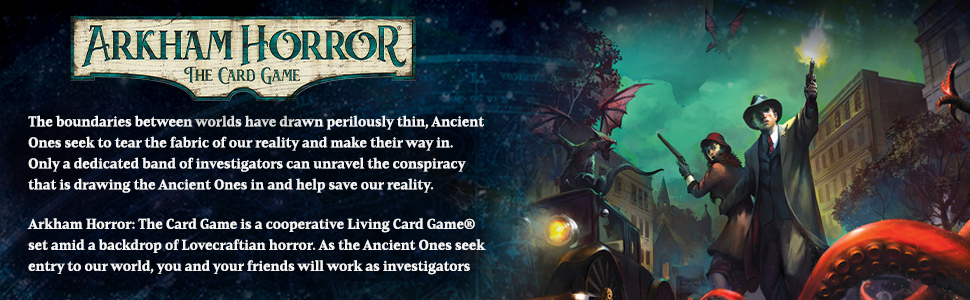 ARKHAM HORROR
THE CARD GAME
The boundaries between worlds have drawn perilously thin, Ancient
Ones seek to tear the fabric of our reality and make their way in.
Only a dedicated band of investigators can unravel the conspiracy
that is drawing the Ancient Ones in and help save our reality.
Arkham Horror: The Card Game is a cooperative Living Card Game®
set amid a backdrop of Lovecraftian horror. As the Ancient Ones seek
entry to our world, you and your friends will work as investigators